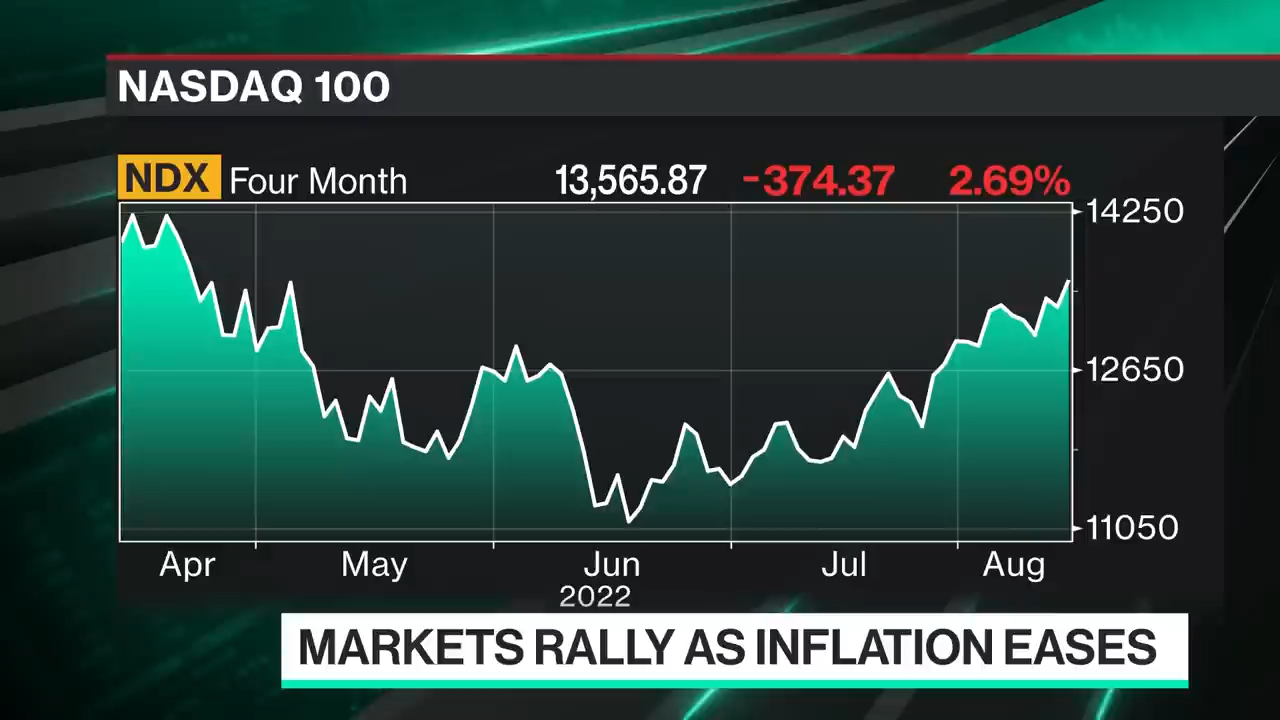 NASDAQ 100
NDX Four Month 13,565.87 -374.37 2.69%
14250
12650
11050
Apr May Jun Jul Aug
2022
MARKETS RALLY AS INFLATION EASES